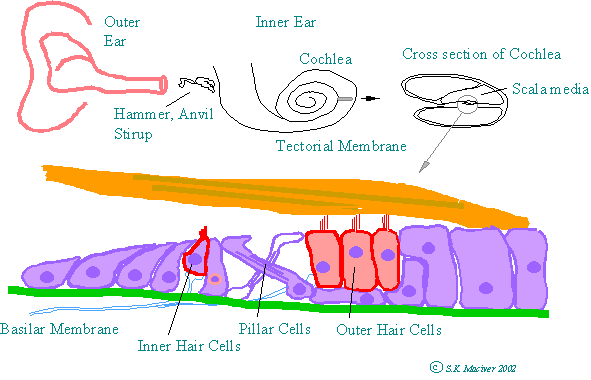 Outer
Ear
Inner Ear
Cochlea
Cross section of Cochlea
Scala media
Hammer, Anvil
Stirup
Tectorial Membrane
Basilar Membrane
Inner Hair Cells
Pillar Cells
Outer Hair Cells
© S.K. Maciver 2002